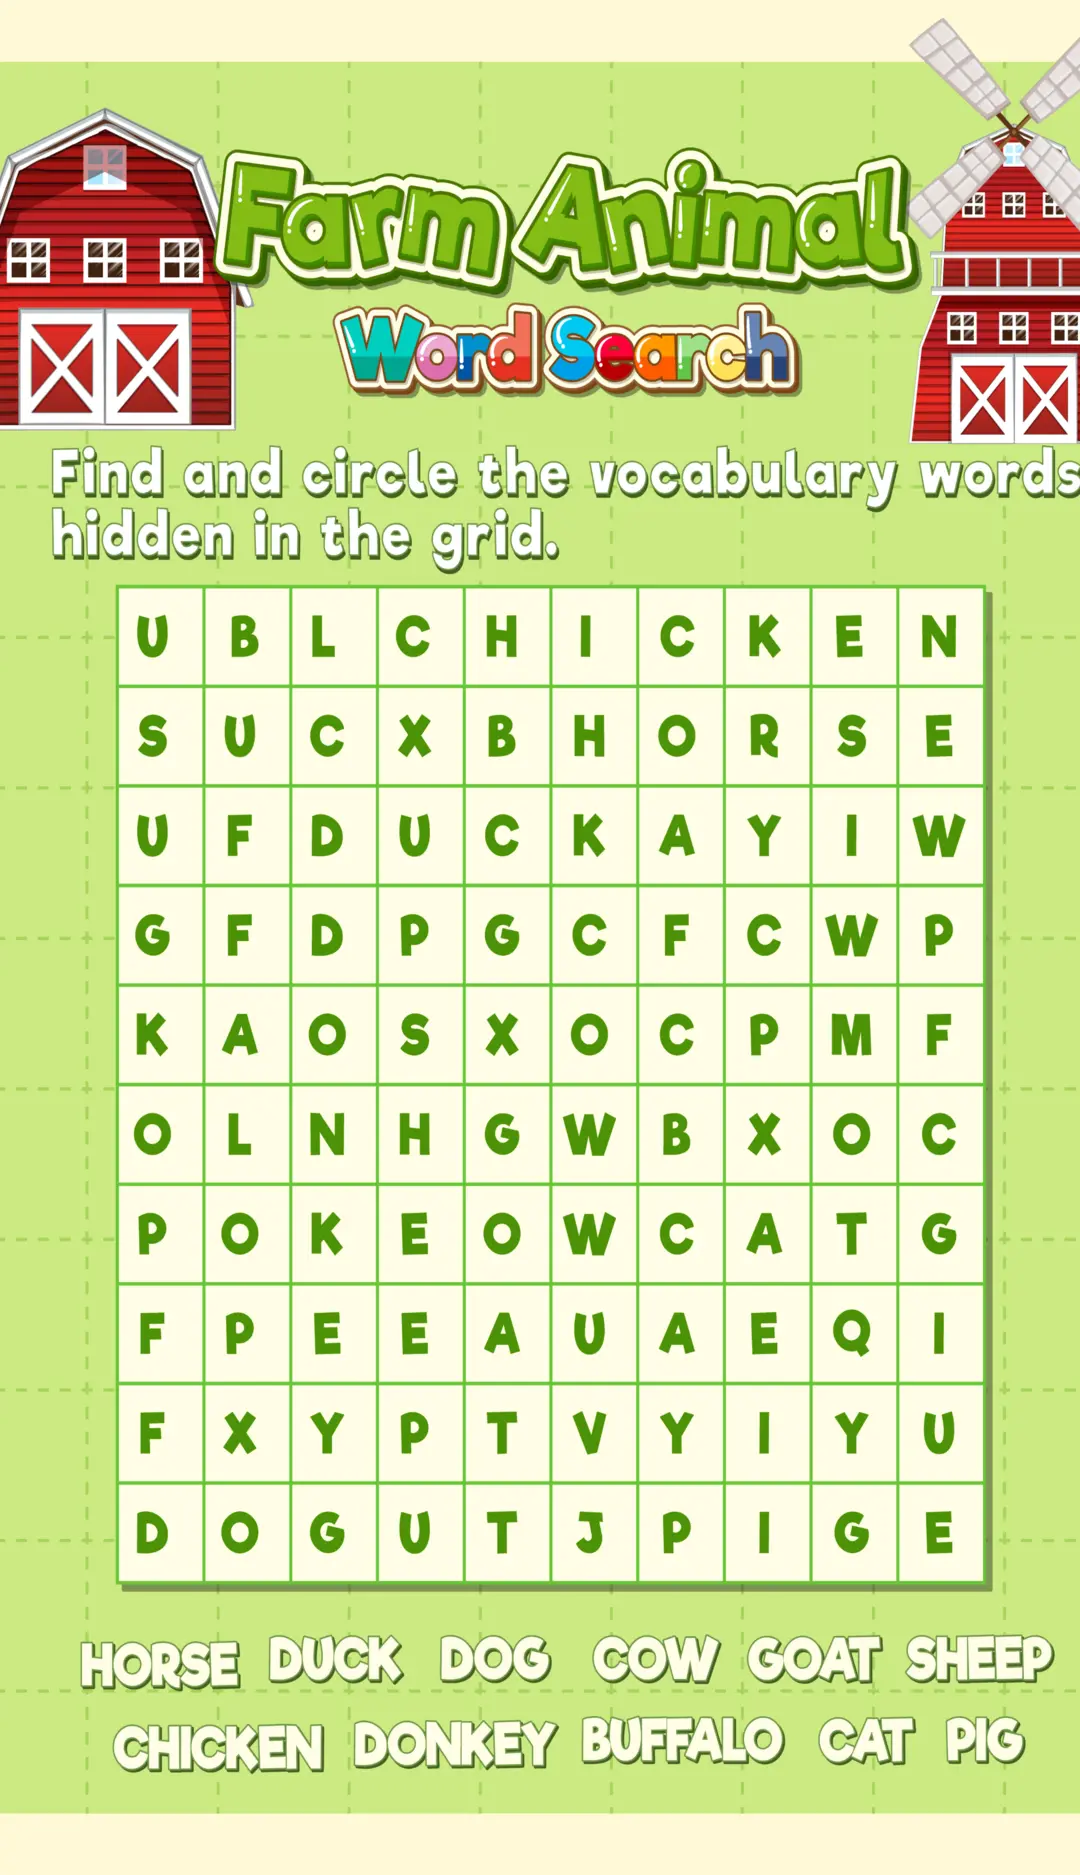 Farm Animal
Word Search
Find and circle the vocabulary words
hidden in the grid.
U B L C H I C K E N
S U C X B H O R S E
U F D U C K A Y I W
G F D P G C F C W P
K A O S X O C P M F
O L N H G W B X O C
P O K E O W C A T G
F P E E A U A E Q I
F X Y P T V Y I Y U
D O G U T J P I G E
HORSE DUCK DOG COW GOAT SHEEP
CHICKEN DONKEY BUFFALO CAT PIG